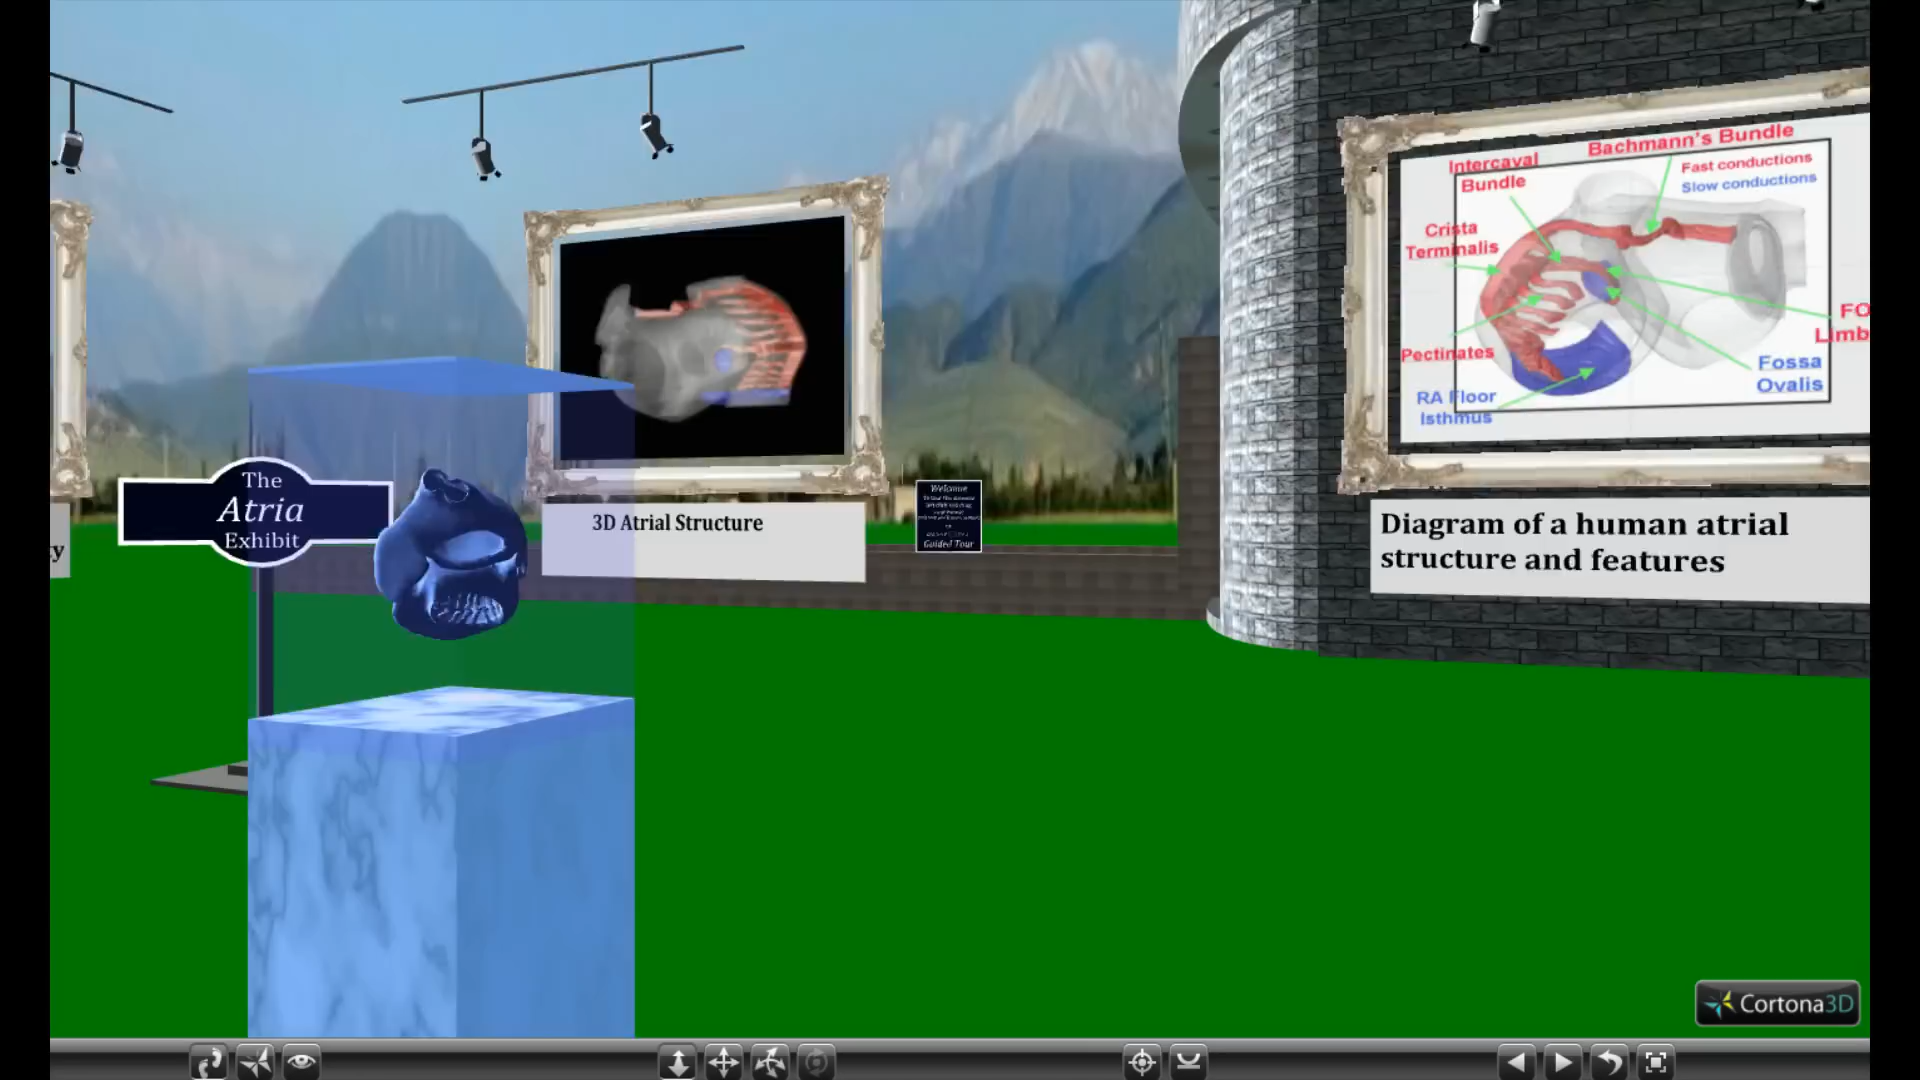 The
Atria
Exhibit
y
3D Atrial Structure
Welcome
Guided Tour
Intercaval
Bundle
Bachmann's Bundle
Fast conductions
Slow conductions
Crista
Terminalis
Pectinates
RA Floor
Isthmus
FO
Limb
Fossa
Ovalis
Diagram of a human atrial
structure and features
Cortona3D